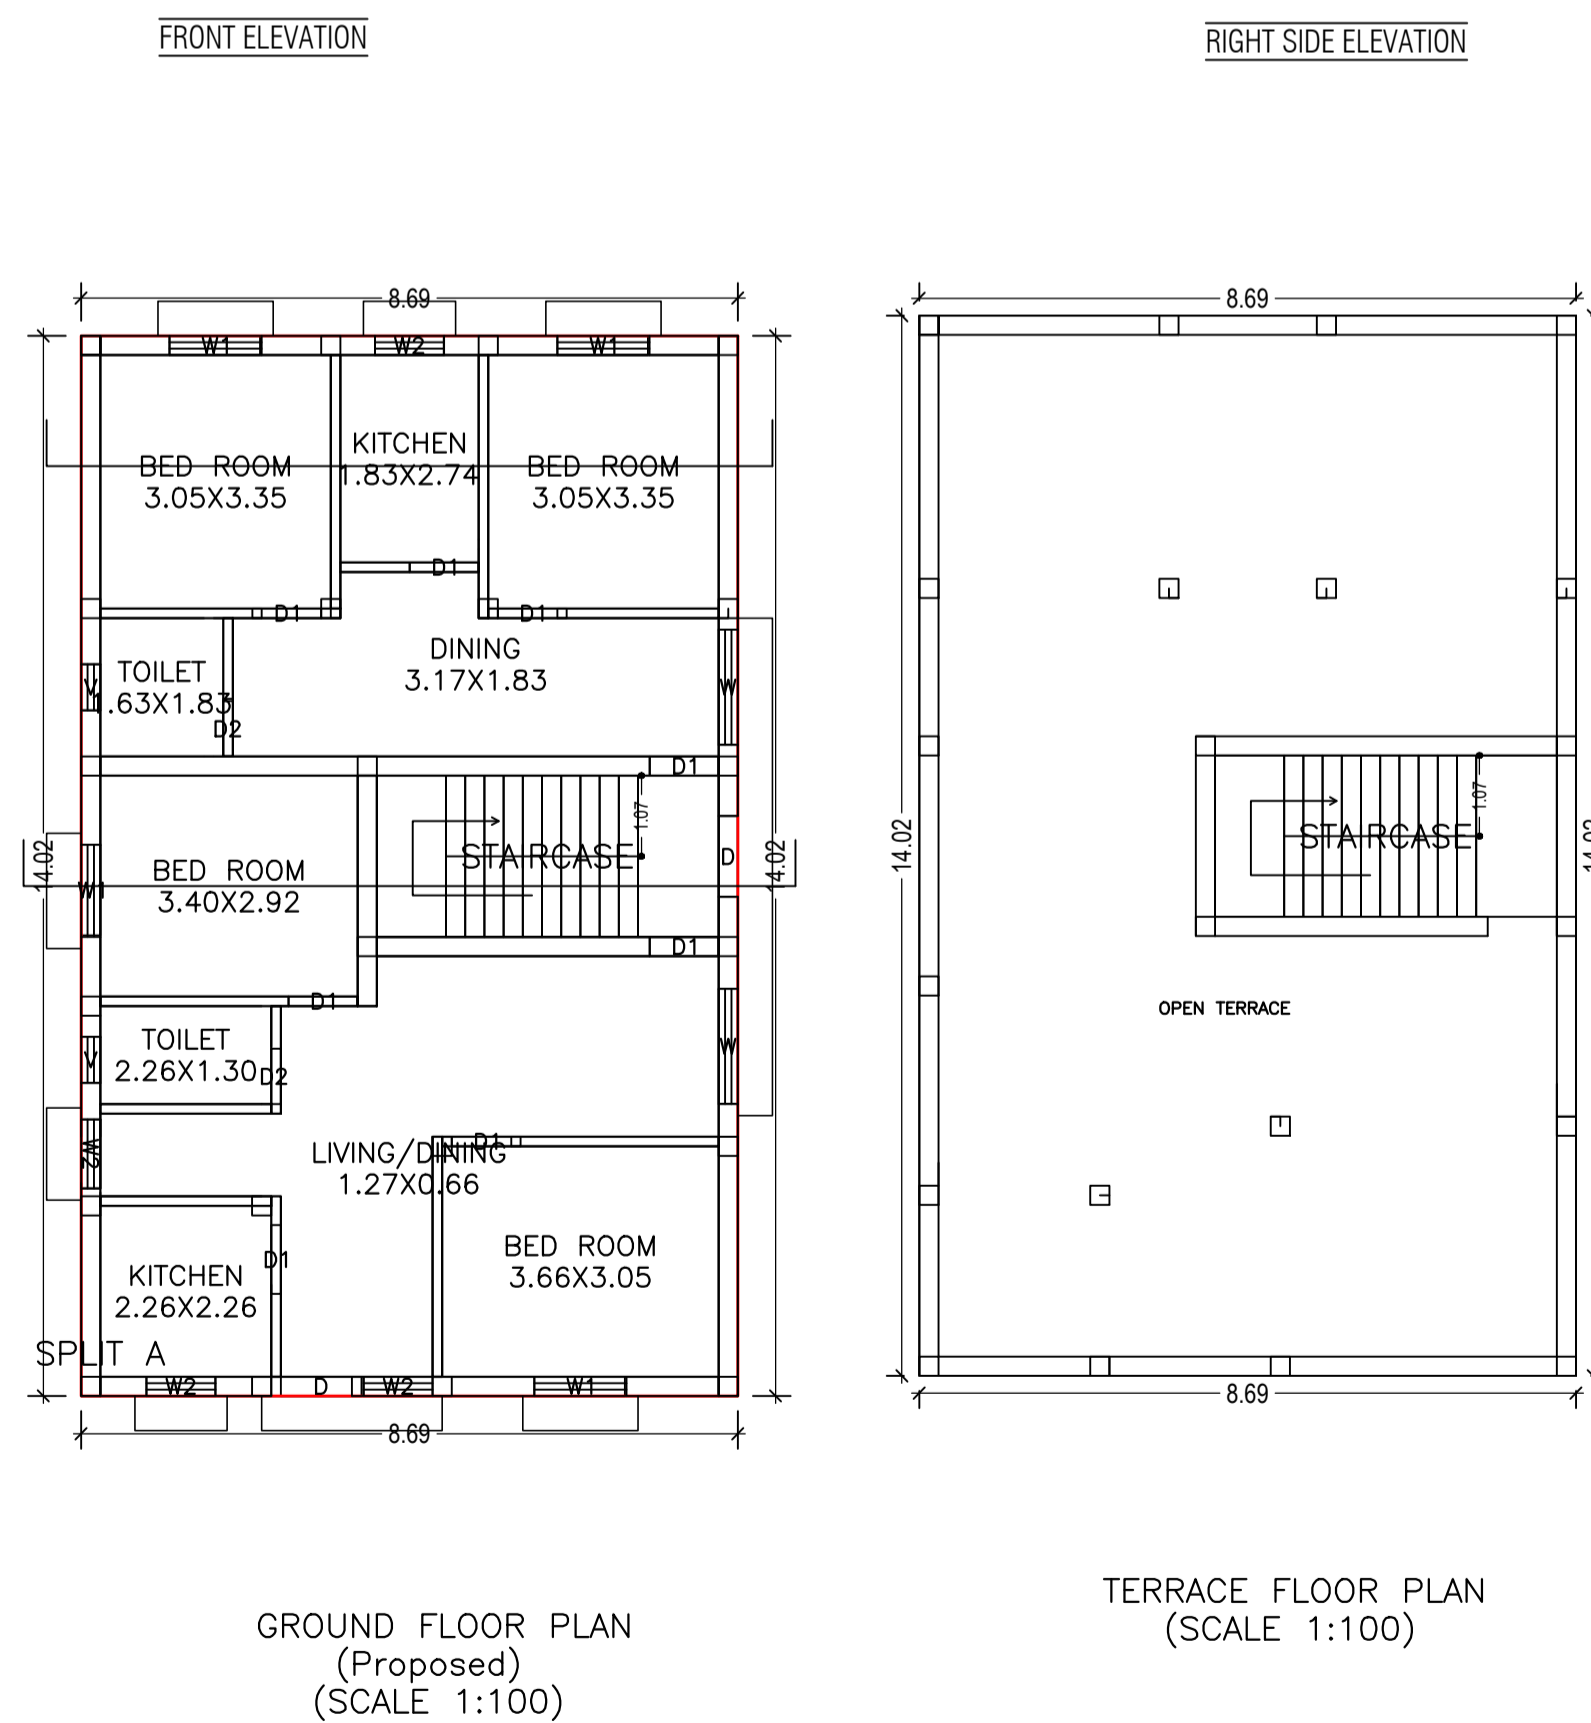 FRONT ELEVATION
RIGHT SIDE ELEVATION
8.69
8.69
W1
W2
W1
KITCHEN
1.83X2.74
BED ROOM
3.05X3.35
BED ROOM
3.05X3.35
D1
D1
D1
DINING
3.17X1.83
TOILET
1.63X1.83
V
W
D2
D1
1.07
1.07
STAIRCASE
STAIRCASE
D
14.02
14.02
14.02
14.02
BED ROOM
3.40X2.92
W1
D1
D1
OPEN TERRACE
TOILET
2.26X1.30
V
W
D2
D1
LIVING/DINING
1.27X0.66
W2
BED ROOM
3.66X3.05
D1
KITCHEN
2.26X2.26
SPLIT A
W2
D
W2
W1
8.69
8.69
TERRACE FLOOR PLAN
(SCALE 1:100)
GROUND FLOOR PLAN
(Proposed)
(SCALE 1:100)